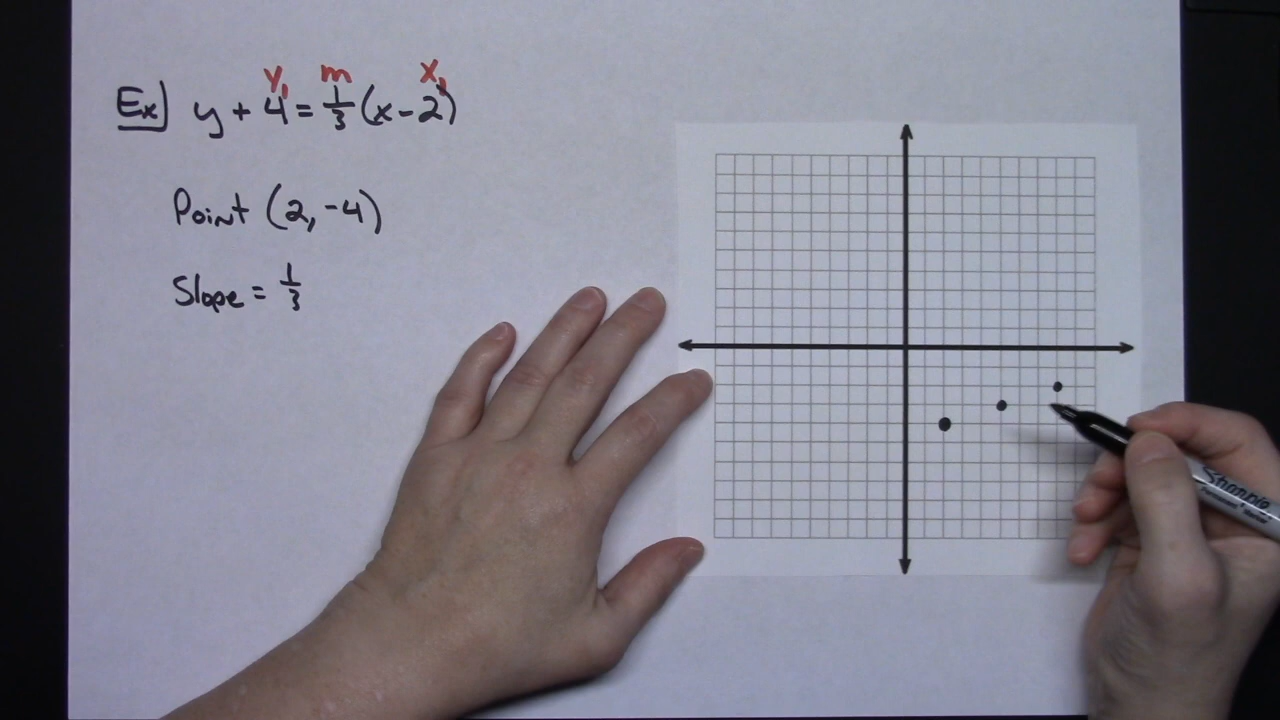 y₁ m x₁
Ex] y + 4 = 1/3 (x - 2)
Point (2, -4)
Slope = 1/3
Sharpie